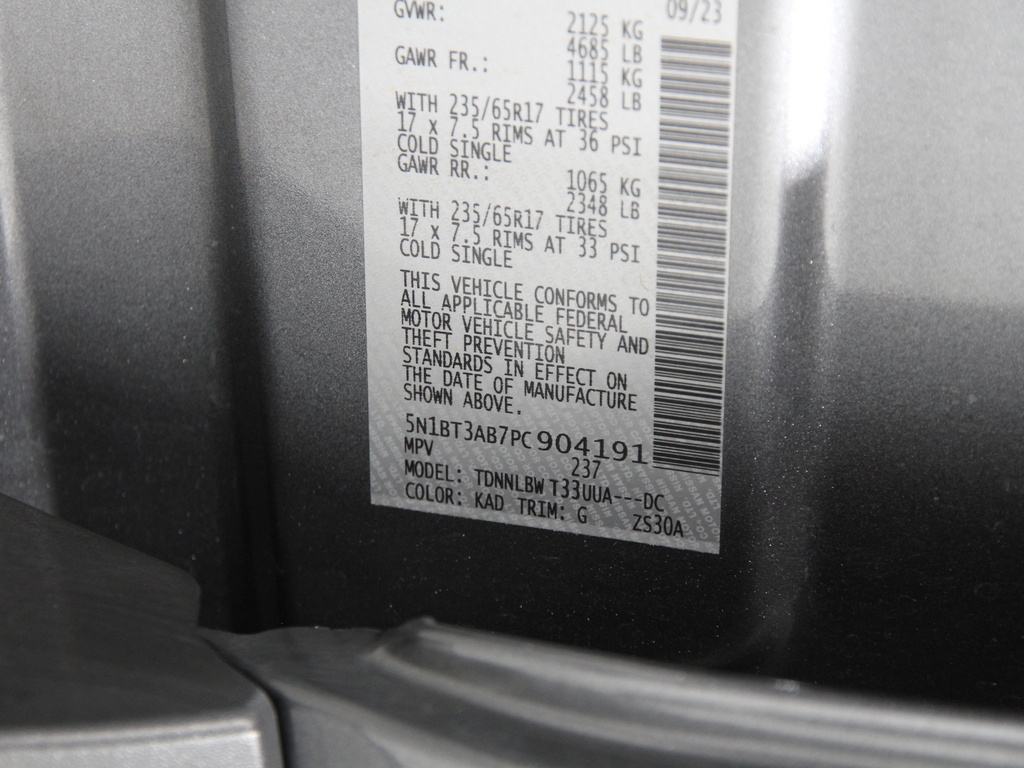 09/23
GVWR:
2125 KG
4685 LB
GAWR FR.:
1115 KG
2458 LB
WITH 235/65R17 TIRES
17 x 7.5 RIMS AT 36 PSI
COLD SINGLE
GAWR RR.:
1065 KG
2348 LB
WITH 235/65R17 TIRES
17 x 7.5 RIMS AT 33 PSI
COLD SINGLE
THIS VEHICLE CONFORMS TO
ALL APPLICABLE FEDERAL
MOTOR VEHICLE SAFETY AND
THEFT PREVENTION
STANDARDS IN EFFECT ON
THE DATE OF MANUFACTURE
SHOWN ABOVE.
5N1BT3AB7PC904191
MPV 237
MODEL: TDNNLBW T33UUA---DC
COLOR: KAD TRIM: G ZS30A